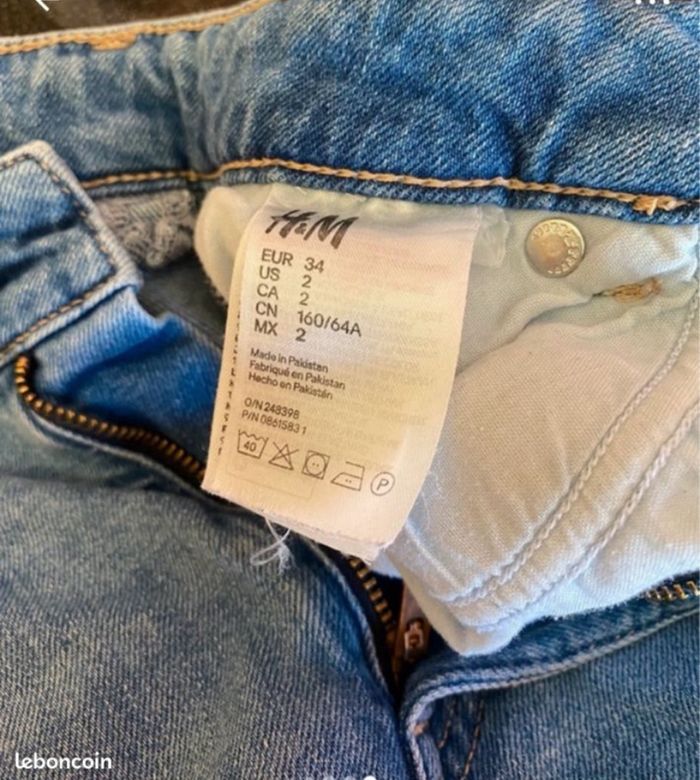 H&M
EUR 34
US 2
CA 2
CN 160/64A
MX 2
Made in Pakistan
Fabriqué en Pakistan
Hecho en Pakistán
O/N 248398
P/N 0861583 1
40
P
leboncoin